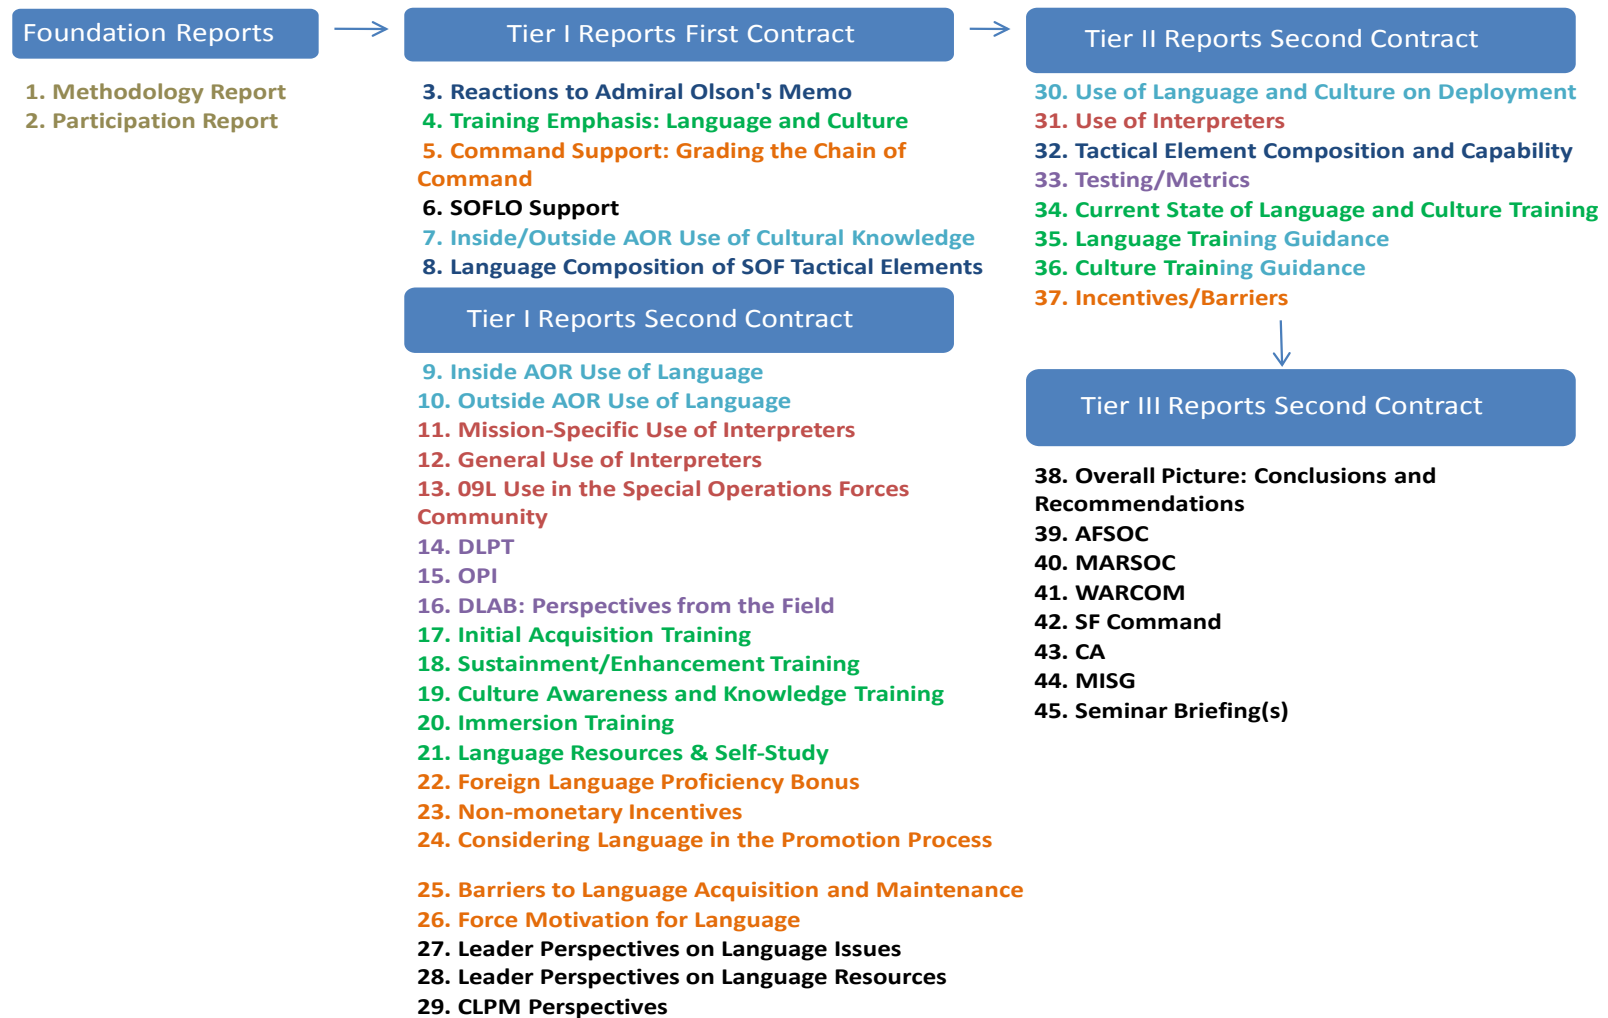 Foundation Reports
1. Methodology Report
2. Participation Report
Tier I Reports First Contract
3. Reactions to Admiral Olson's Memo
4. Training Emphasis: Language and Culture
5. Command Support: Grading the Chain of
Command
6. SOFLO Support
7. Inside/Outside AOR Use of Cultural Knowledge
8. Language Composition of SOF Tactical Elements
Tier I Reports Second Contract
9. Inside AOR Use of Language
10. Outside AOR Use of Language
11. Mission-Specific Use of Interpreters
12. General Use of Interpreters
13. 09L Use in the Special Operations Forces
Community
14. DLPT
15. OPI
16. DLAB: Perspectives from the Field
17. Initial Acquisition Training
18. Sustainment/Enhancement Training
19. Culture Awareness and Knowledge Training
20. Immersion Training
21. Language Resources & Self-Study
22. Foreign Language Proficiency Bonus
23. Non-monetary Incentives
24. Considering Language in the Promotion Process
25. Barriers to Language Acquisition and Maintenance
26. Force Motivation for Language
27. Leader Perspectives on Language Issues
28. Leader Perspectives on Language Resources
29. CLPM Perspectives
Tier II Reports Second Contract
30. Use of Language and Culture on Deployment
31. Use of Interpreters
32. Tactical Element Composition and Capability
33. Testing/Metrics
34. Current State of Language and Culture Training
35. Language Training Guidance
36. Culture Training Guidance
37. Incentives/Barriers
Tier III Reports Second Contract
38. Overall Picture: Conclusions and
Recommendations
39. AFSOC
40. MARSOC
41. WARCOM
42. SF Command
43. CA
44. MISG
45. Seminar Briefing(s)